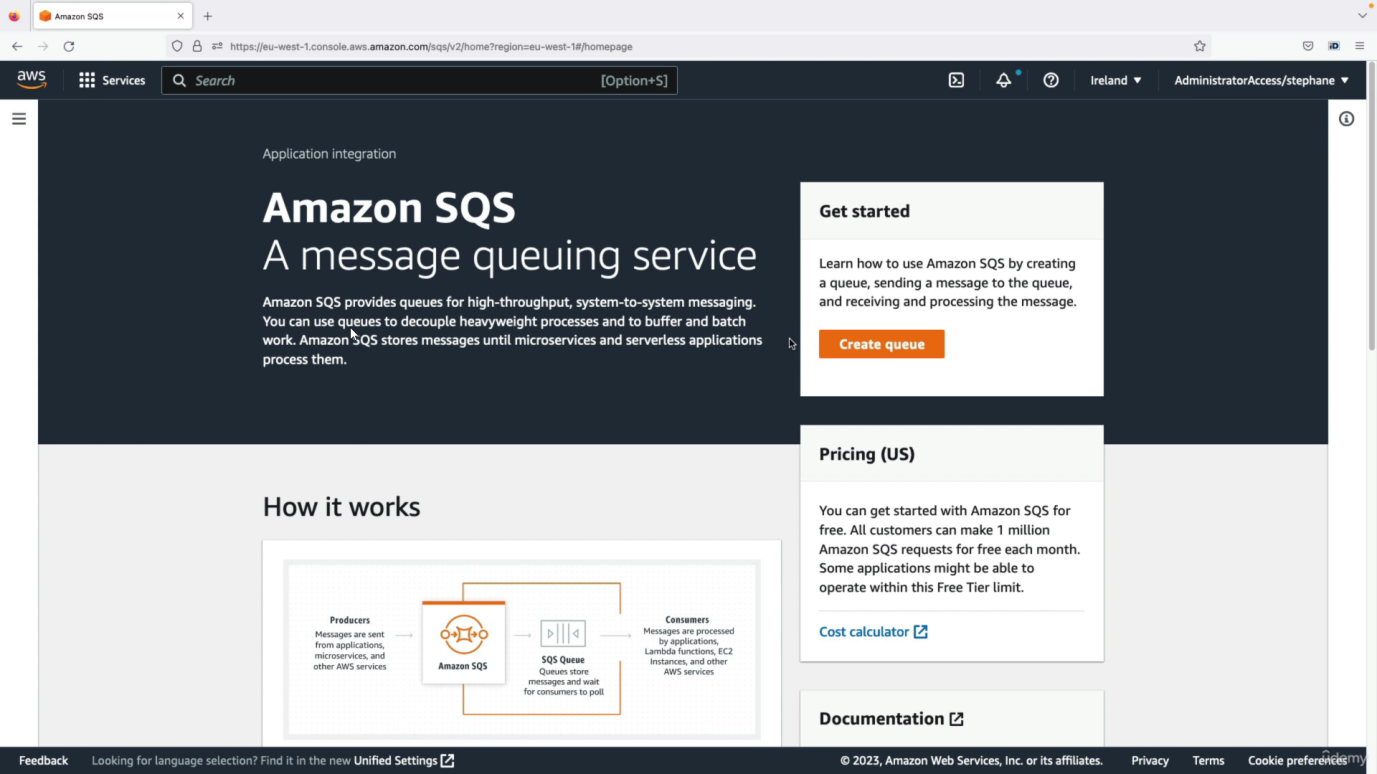 Amazon SQS
https://eu-west-1.console.aws.amazon.com/sqs/v2/home?region=eu-west-1#/homepage
aws
Services
Search
[Option+S]
Ireland
AdministratorAccess/stephane
Application integration
Amazon SQS
A message queuing service
Amazon SQS provides queues for high-throughput, system-to-system messaging.
You can use queues to decouple heavyweight processes and to buffer and batch
work. Amazon SQS stores messages until microservices and serverless applications
process them.
Get started
Learn how to use Amazon SQS by creating
a queue, sending a message to the queue,
and receiving and processing the message.
Create queue
Pricing (US)
You can get started with Amazon SQS for
free. All customers can make 1 million
Amazon SQS requests for free each month.
Some applications might be able to
operate within this Free Tier limit.
Cost calculator
How it works
Producers
Messages are sent
from applications,
microservices, and
other AWS services
Amazon SQS
SQS Queue
Queues store
messages and wait
for consumers to poll
Consumers
Messages are processed
by applications,
Lambda functions, EC2
Instances, and other
AWS services
Documentation
Feedback
Looking for language selection? Find it in the new Unified Settings
© 2023, Amazon Web Services, Inc. or its affiliates.
Privacy
Terms
Cookie preferences
ûdemy